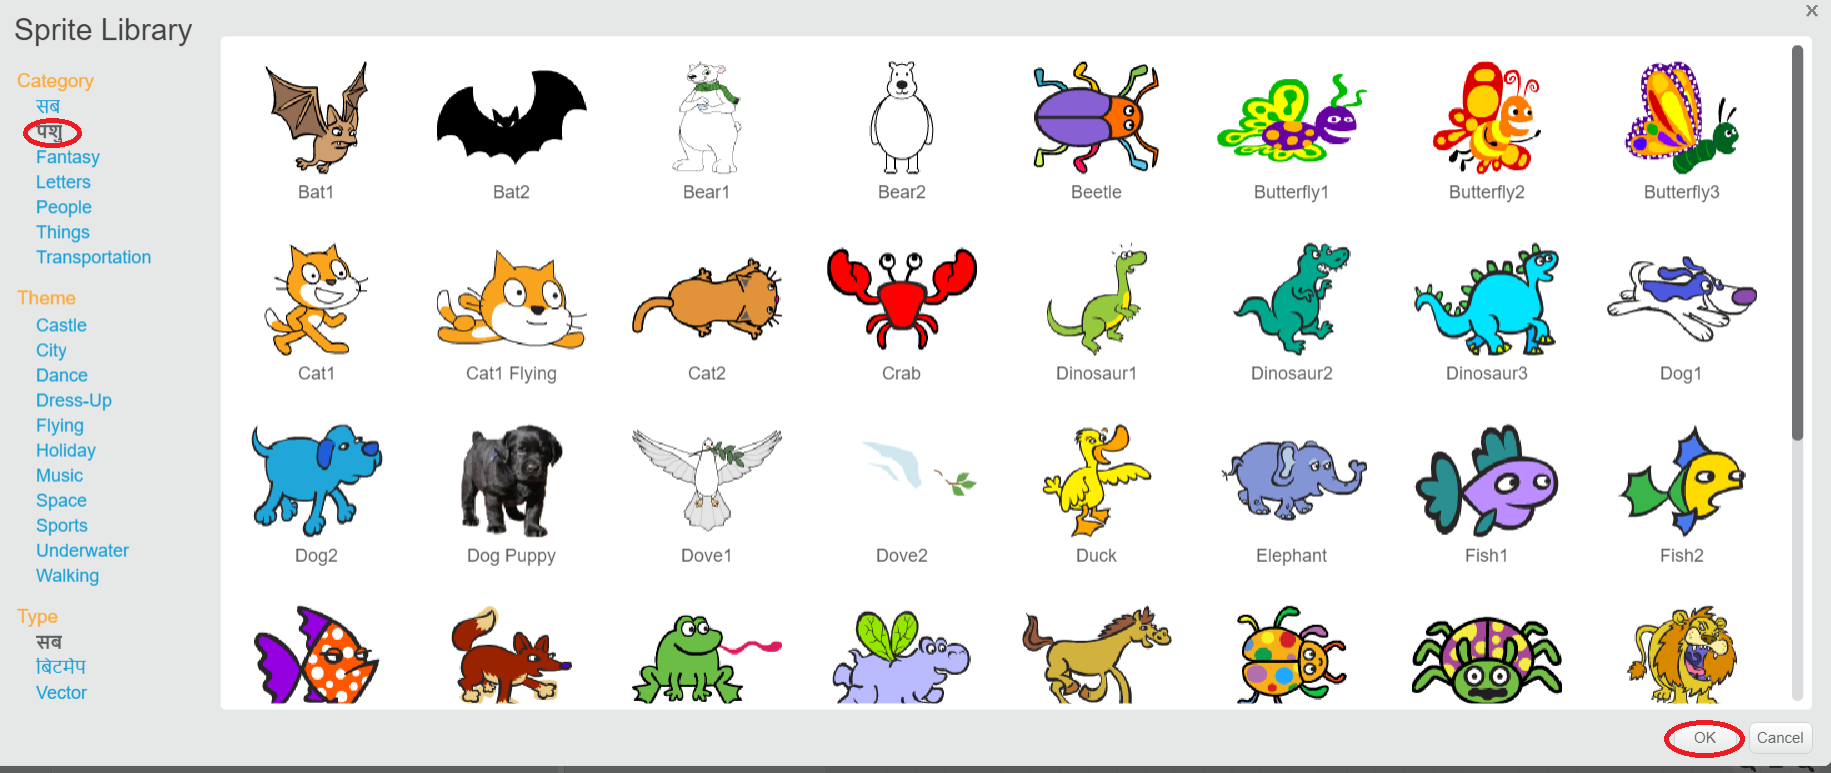 Sprite Library
x
Category
सब
पशु
Fantasy
Letters
People
Things
Transportation
Theme
Castle
City
Dance
Dress-Up
Flying
Holiday
Music
Space
Sports
Underwater
Walking
Type
सब
बिटमॅप
Vector
Bat1 Bat2 Bear1 Bear2 Beetle Butterfly1 Butterfly2 Butterfly3
Cat1 Cat1 Flying Cat2 Crab Dinosaur1 Dinosaur2 Dinosaur3 Dog1
Dog2 Dog Puppy Dove1 Dove2 Duck Elephant Fish1 Fish2
OK Cancel